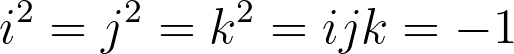 i² = j² = k² = ijk = −1